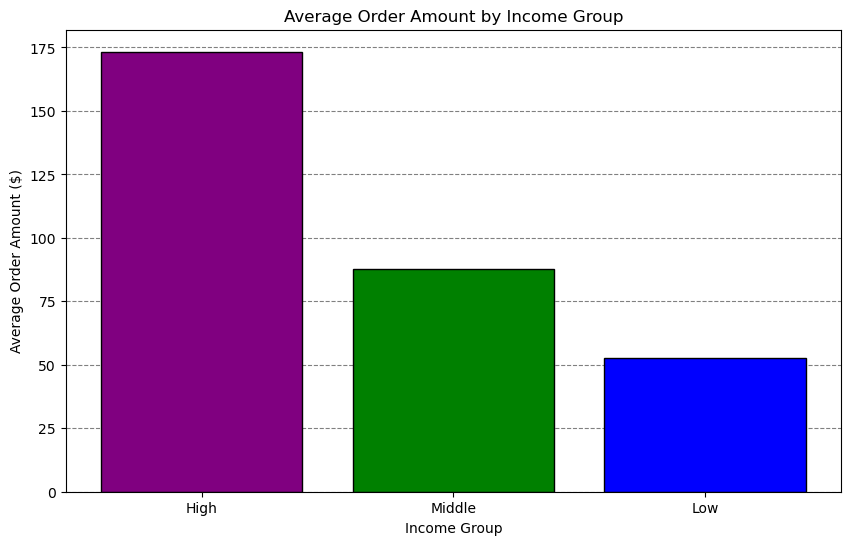 Average Order Amount by Income Group
Average Order Amount ($)
175
150
125
100
75
50
25
0
High
Middle
Low
Income Group